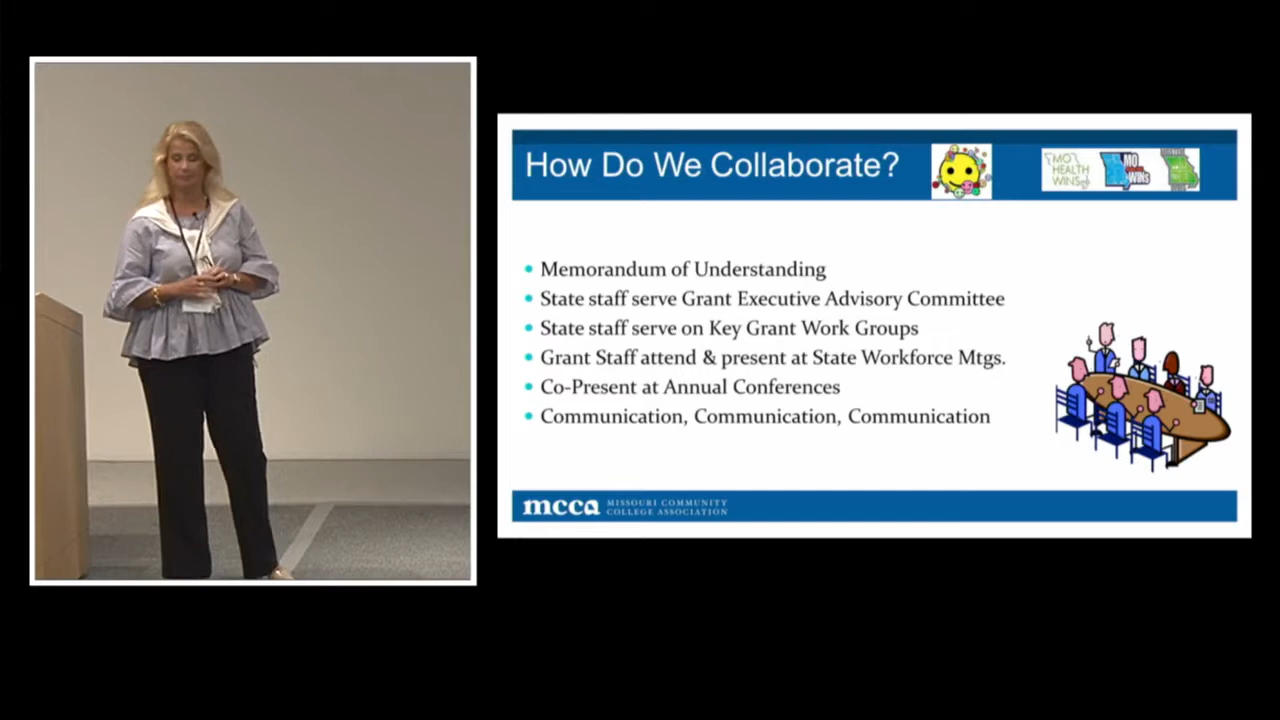 How Do We Collaborate?
MO
HEALTH
WINs
MO
WINs
• Memorandum of Understanding
• State staff serve Grant Executive Advisory Committee
• State staff serve on Key Grant Work Groups
• Grant Staff attend & present at State Workforce Mtgs.
• Co-Present at Annual Conferences
• Communication, Communication, Communication
mcca MISSOURI COMMUNITY
COLLEGE ASSOCIATION